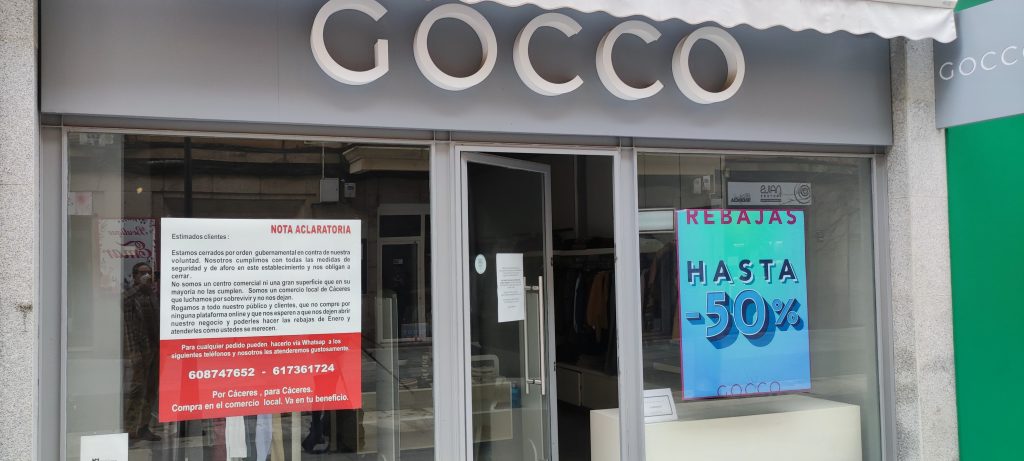 GOCCO
GOCCO
NOTA ACLARATORIA
Estimados clientes :
Estamos cerrados por orden gubernamental en contra de nuestra
voluntad. Nosotros cumplimos con todas las medidas de
seguridad y de aforo en este establecimiento y nos obligan a
cerrar.
No somos un centro comercial ni una gran superficie que en su
mayoría no las cumplen. Somos un comercio local de Cáceres
que luchamos por sobrevivir y no nos dejan.
Rogamos a todo nuestro público y clientes, que no compre por
ninguna plataforma online y que nos esperen a que nos dejen abrir
nuestro negocio y poderles hacer las rebajas de Enero y
atenderles como ustedes se merecen.
Para cualquier pedido pueden hacerlo vía Whatsap a los
siguientes teléfonos y nosotros les atenderemos gustosamente.
608747652 - 617361724
Por Cáceres , para Cáceres.
Compra en el comercio local. Va en tu beneficio.
REBAJAS
HASTA
-50%
GOCCO